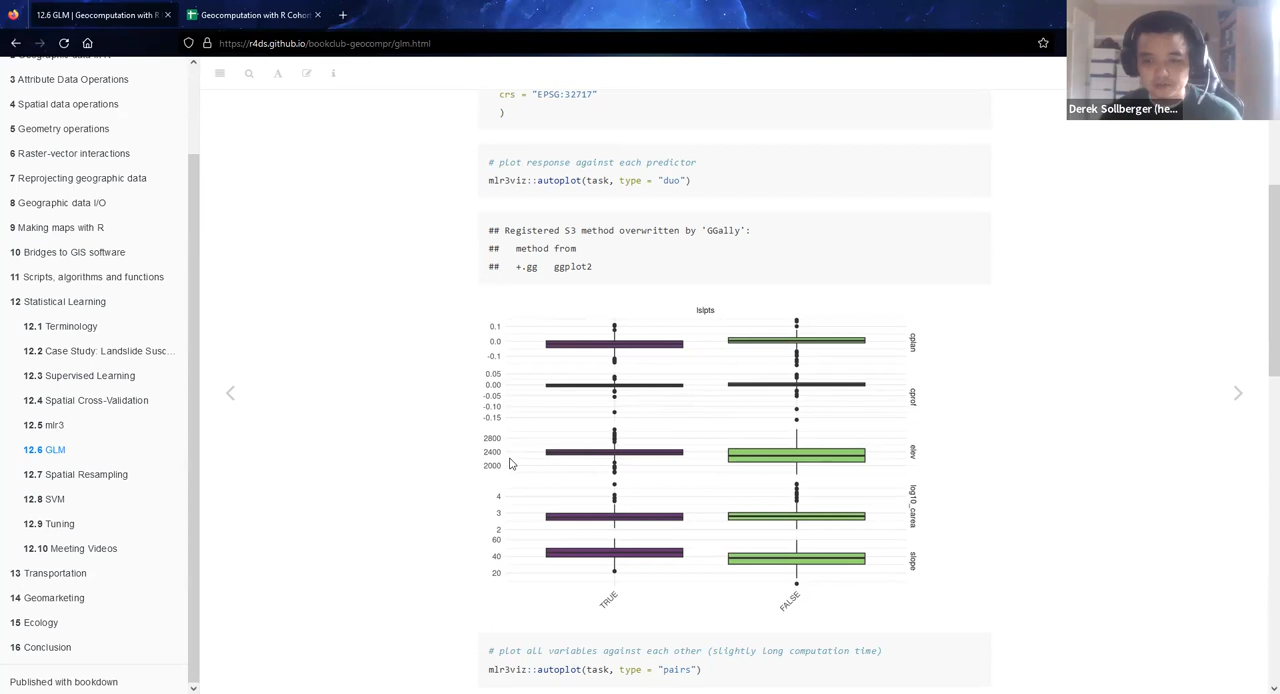 12.6 GLM | Geocomputation with R
Geocomputation with R Cohor
https://r4ds.github.io/bookclub-geocompr/glm.html
Derek Sollberger (he...
3 Attribute Data Operations
4 Spatial data operations
5 Geometry operations
6 Raster-vector interactions
7 Reprojecting geographic data
8 Geographic data I/O
9 Making maps with R
10 Bridges to GIS software
11 Scripts, algorithms and functions
12 Statistical Learning
12.1 Terminology
12.2 Case Study: Landslide Susc...
12.3 Supervised Learning
12.4 Spatial Cross-Validation
12.5 mlr3
12.6 GLM
12.7 Spatial Resampling
12.8 SVM
12.9 Tuning
12.10 Meeting Videos
13 Transportation
14 Geomarketing
15 Ecology
16 Conclusion
Published with bookdown
crs = "EPSG:32717"
)
# plot response against each predictor
mlr3viz::autoplot(task, type = "duo")
## Registered S3 method overwritten by 'GGally':
## method from
## +.gg ggplot2
lslpts
0.1
0.0
-0.1
cplan
0.05
0.00
-0.05
-0.10
-0.15
cprof
2800
2400
2000
elev
4
3
2
log10_carea
60
40
20
slope
TRUE
FALSE
# plot all variables against each other (slightly long computation time)
mlr3viz::autoplot(task, type = "pairs")